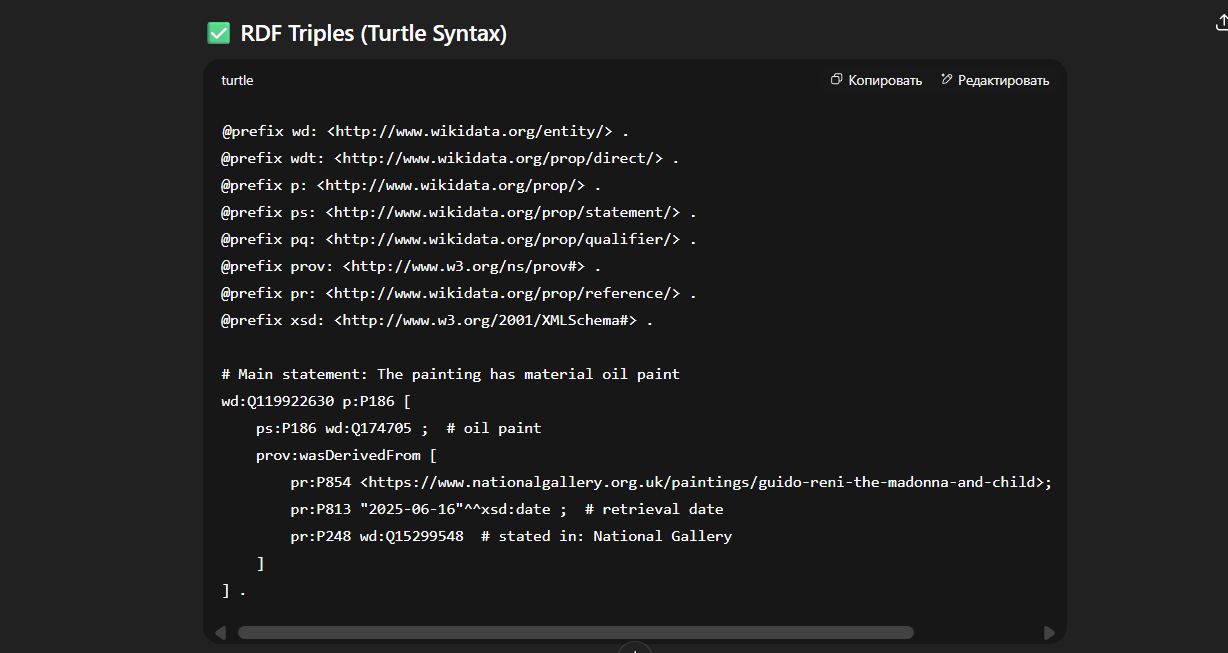 ✅ RDF Triples (Turtle Syntax)
turtle
Копировать
Редактировать
@prefix wd: <http://www.wikidata.org/entity/> .
@prefix wdt: <http://www.wikidata.org/prop/direct/> .
@prefix p: <http://www.wikidata.org/prop/> .
@prefix ps: <http://www.wikidata.org/prop/statement/> .
@prefix pq: <http://www.wikidata.org/prop/qualifier/> .
@prefix prov: <http://www.w3.org/ns/prov#> .
@prefix pr: <http://www.wikidata.org/prop/reference/> .
@prefix xsd: <http://www.w3.org/2001/XMLSchema#> .
# Main statement: The painting has material oil paint
wd:Q119922630 p:P186 [
    ps:P186 wd:Q174705 ;  # oil paint
    prov:wasDerivedFrom [
        pr:P854 <https://www.nationalgallery.org.uk/paintings/guido-reni-the-madonna-and-child>;
        pr:P813 "2025-06-16"^^xsd:date ;  # retrieval date
        pr:P248 wd:Q15299548  # stated in: National Gallery
    ]
] .